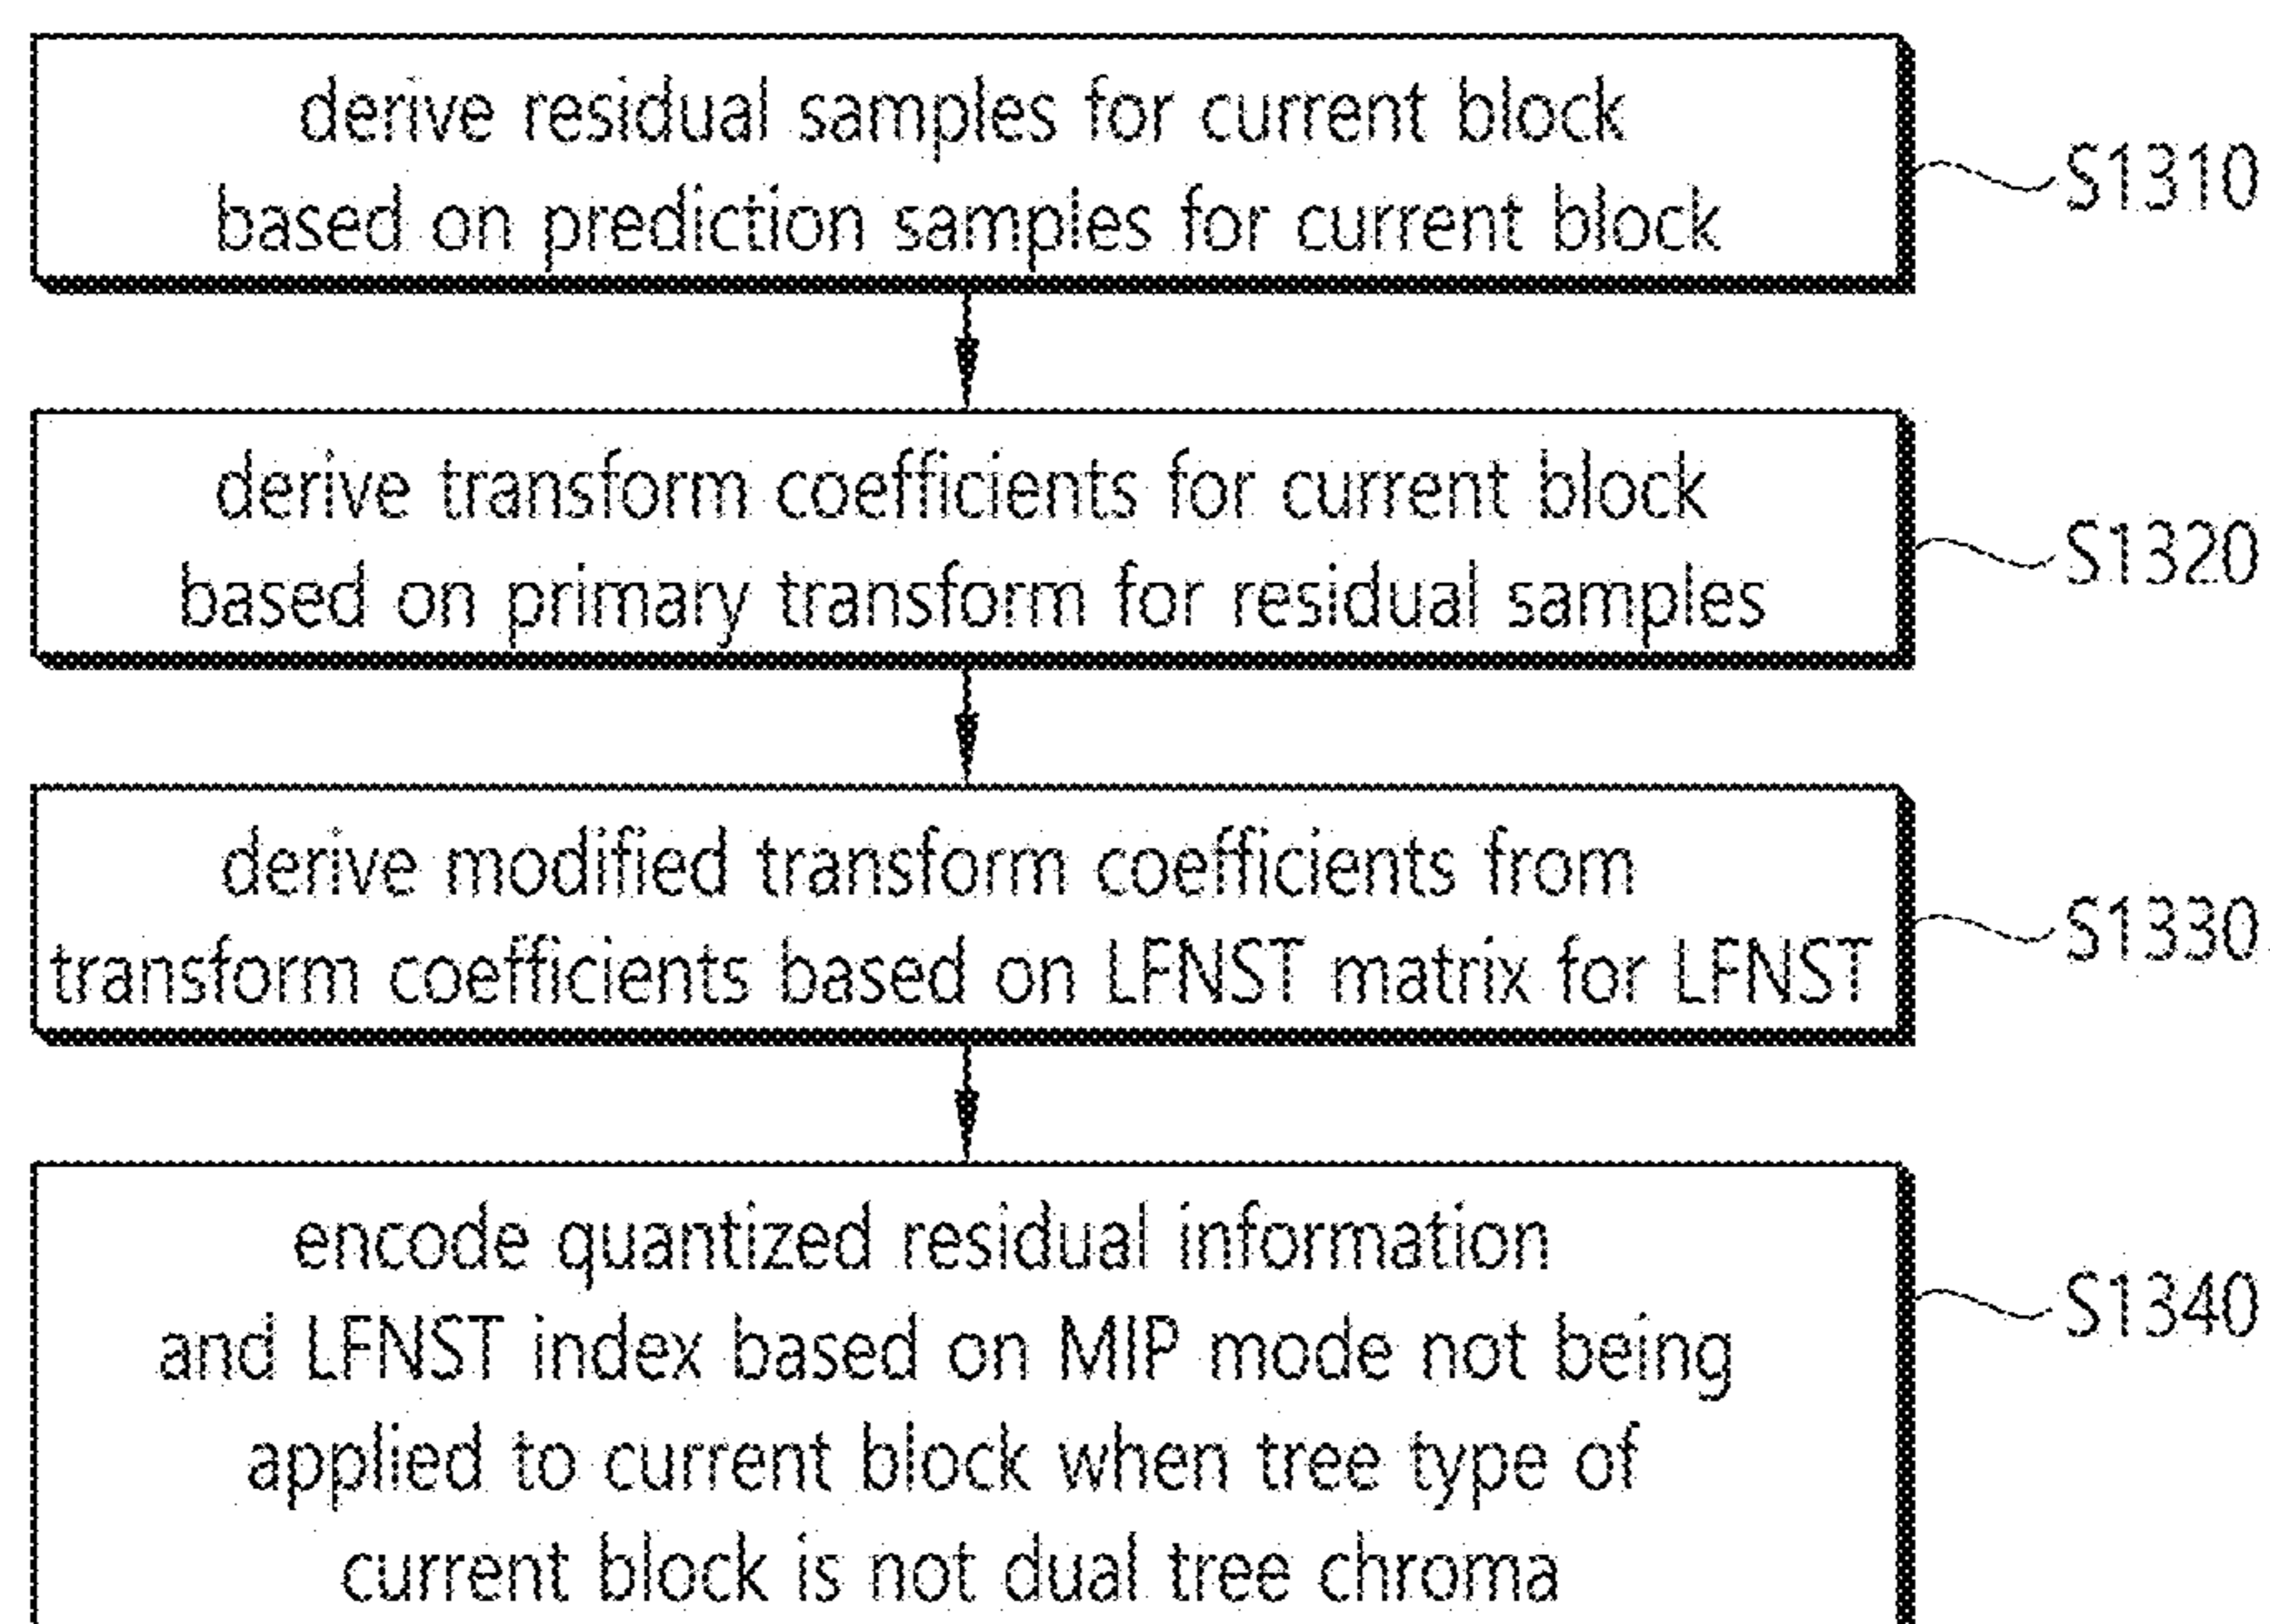 derive residual samples for current block
based on prediction samples for current block
S1310
derive transform coefficients for current block
based on primary transform for residual samples
S1320
derive modified transform coefficients from
transform coefficients based on LFNST matrix for LFNST
S1330
encode quantized residual information
and LFNST index based on MIP mode not being
applied to current block when tree type of
current block is not dual tree chroma
S1340